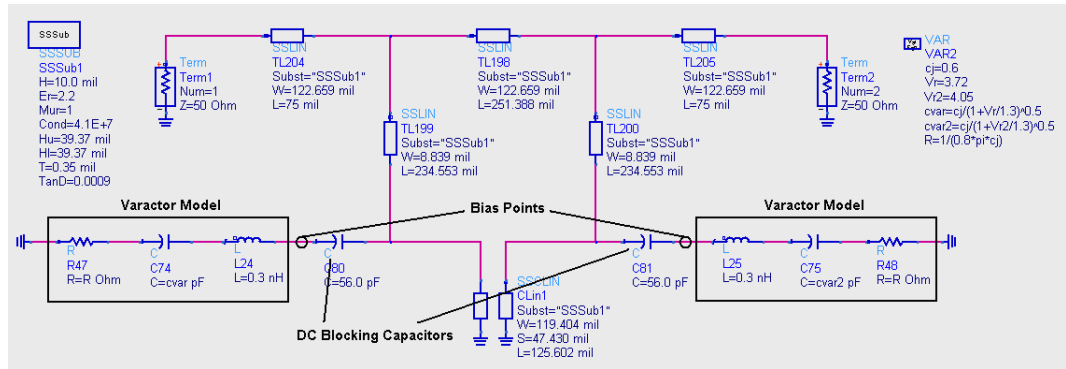 SSSub
SSSUB
SSSub1
H=10.0 mil
Er=2.2
Mur=1
Cond=4.1E+7
Hu=39.37 mil
Hl=39.37 mil
T=0.35 mil
TanD=0.0009
Term
Term1
Num=1
Z=50 Ohm
SSLIN
TL204
Subst="SSSub1"
W=122.659 mil
L=75 mil
SSLIN
TL198
Subst="SSSub1"
W=122.659 mil
L=251.388 mil
SSLIN
TL205
Subst="SSSub1"
W=122.659 mil
L=75 mil
Term
Term2
Num=2
Z=50 Ohm
VAR
VAR2
cj=0.6
Vr=3.72
Vr2=4.05
cvar=cj/(1+Vr/1.3)^0.5
cvar2=cj/(1+Vr2/1.3)^0.5
R=1/(0.8*pi*cj)
SSLIN
TL199
Subst="SSSub1"
W=8.839 mil
L=234.553 mil
SSLIN
TL200
Subst="SSSub1"
W=8.839 mil
L=234.553 mil
Varactor Model
Bias Points
Varactor Model
R
R47
R=R Ohm
C
C74
C=cvar pF
L
L24
L=0.3 nH
C
C80
C=56.0 pF
SSCLIN
CLin1
Subst="SSSub1"
W=119.404 mil
S=47.430 mil
L=125.602 mil
C
C81
C=56.0 pF
L
L25
L=0.3 nH
C
C75
C=cvar2 pF
R
R48
R=R Ohm
DC Blocking Capacitors